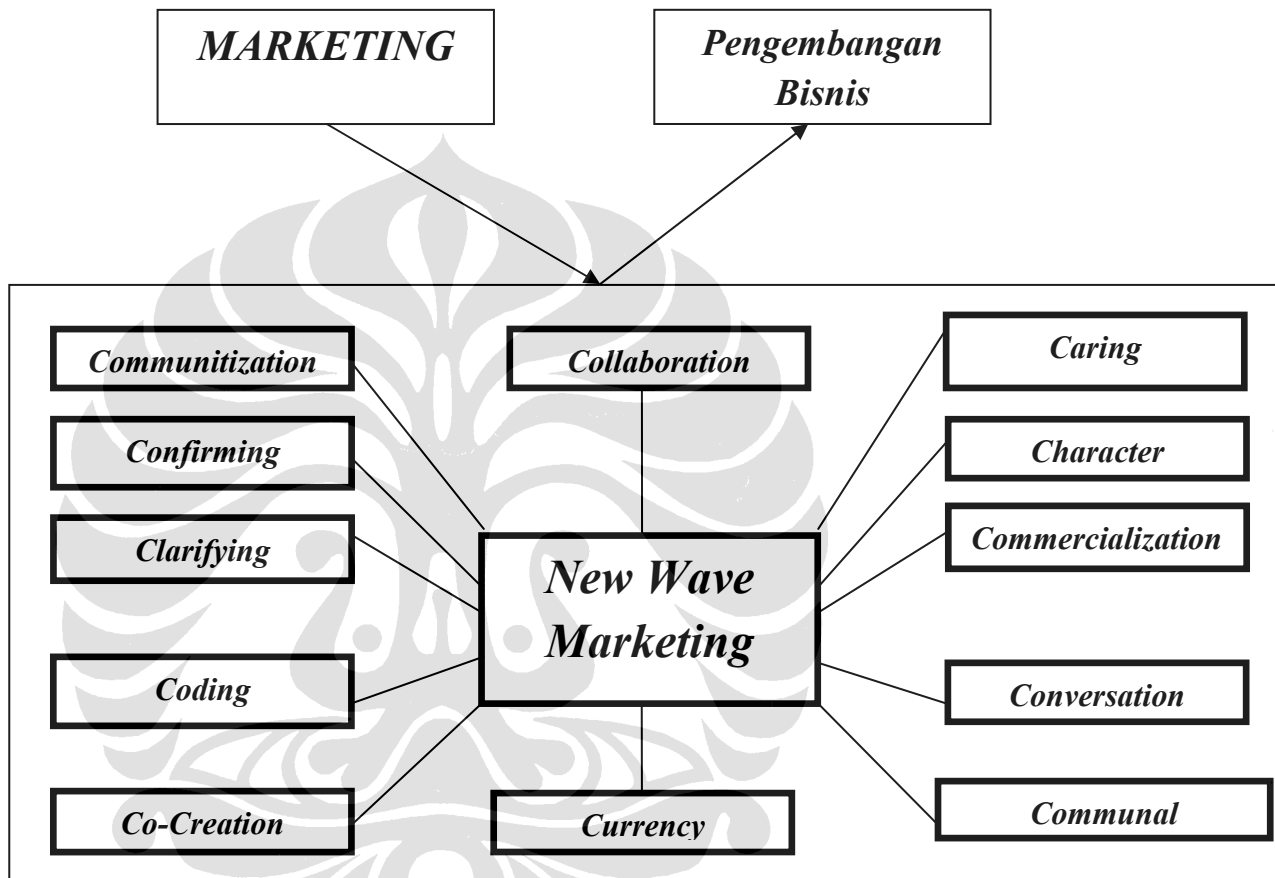 MARKETING
Pengembangan
Bisnis
Communitization
Collaboration
Caring
Confirming
Character
Clarifying
Commercialization
New Wave
Marketing
Coding
Conversation
Co-Creation
Currency
Communal